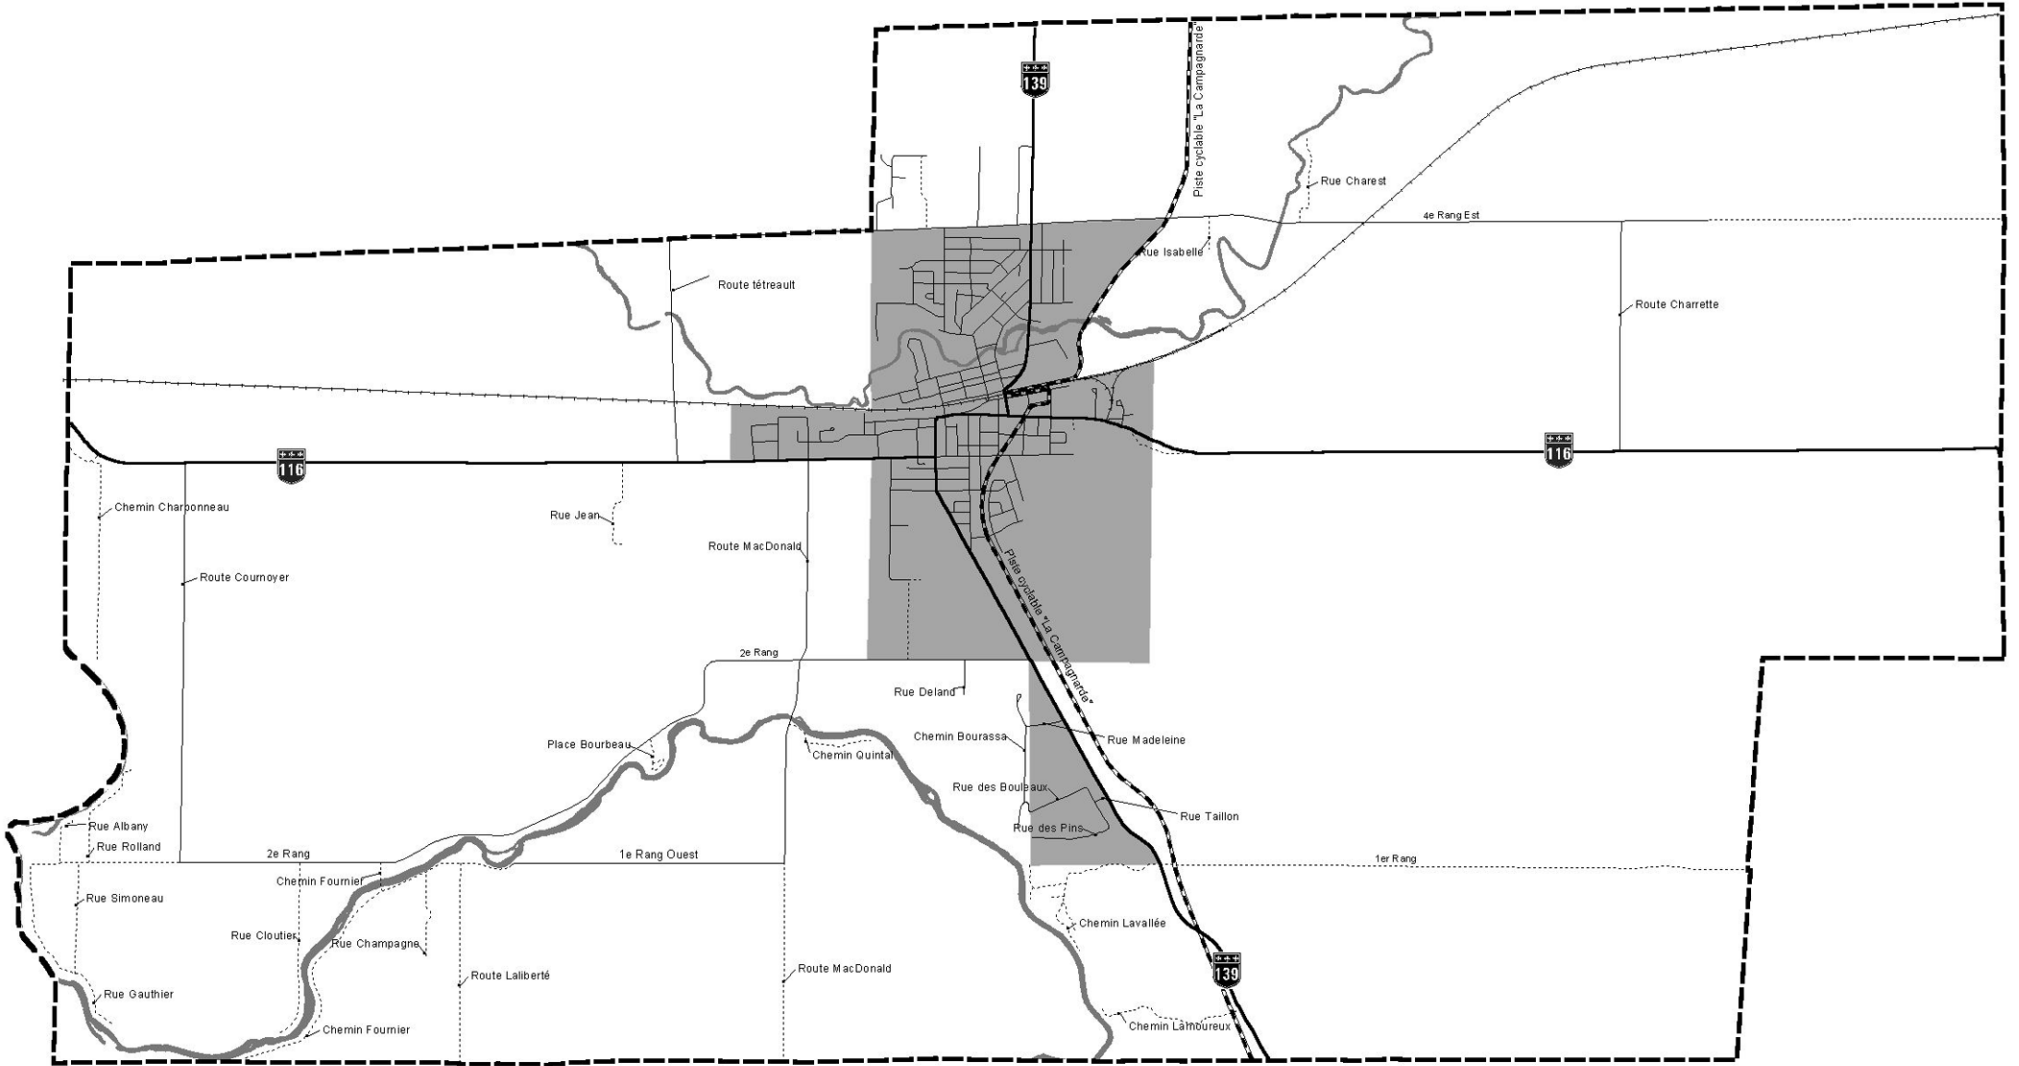 139
Piste cyclable "La Campagnarde"
Rue Charest
4e Rang Est
Rue Isabelle
Route tétreault
Route Charrette
116
116
Chemin Charbonneau
Rue Jean
Route MacDonald
Route Cournoyer
Piste cyclable "La Campagnarde"
2e Rang
Rue Deland
Chemin Bourassa
Rue Madeleine
Place Bourbeau
Chemin Quintal
Rue des Bouleaux
Rue Taillon
Rue Albany
Rue des Pins
Rue Rolland
2e Rang
1e Rang Ouest
1er Rang
Chemin Fournier
Rue Simoneau
Chemin Lavallée
Rue Cloutier
Rue Champagne
139
Route Laliberté
Route MacDonald
Rue Gauthier
Chemin Fournier
Chemin Lamoureux